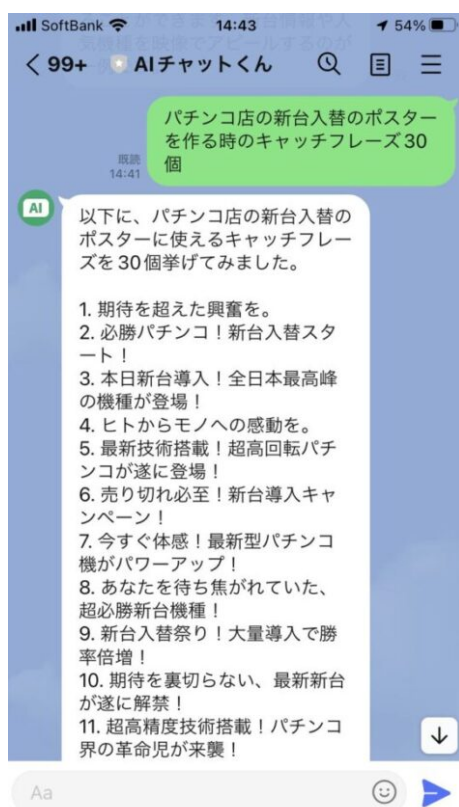 SoftBank 14:43 54%
< 99+ AIチャットくん
パチンコ店の新台入替のポスター
を作る時のキャッチフレーズ30
個
既読
14:41
AI
以下に、パチンコ店の新台入替の
ポスターに使えるキャッチフレー
ズを30個挙げてみました。
1. 期待を超えた興奮を。
2. 必勝パチンコ！新台入替スタ
ート！
3. 本日新台導入！全日本最高峰
の機種が登場！
4. ヒトからモノへの感動を。
5. 最新技術搭載！超高回転パチ
ンコが遂に登場！
6. 売り切れ必至！新台導入キャ
ンペーン！
7. 今すぐ体感！最新型パチンコ
機がパワーアップ！
8. あなたを待ち焦がれていた、
超必勝新台機種！
9. 新台入替祭り！大量導入で勝
率倍増！
10. 期待を裏切らない、最新新台
が遂に解禁！
11. 超高精度技術搭載！パチンコ
界の革命児が来襲！
Aa